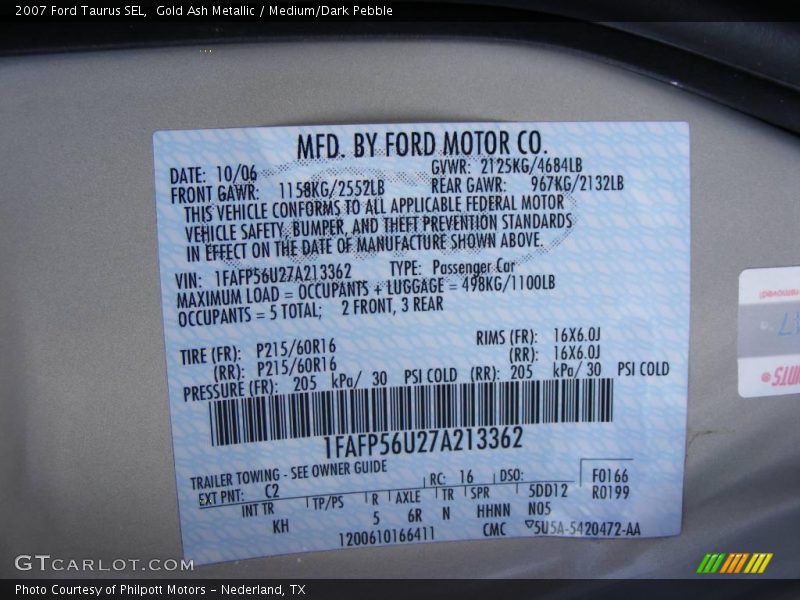 2007 Ford Taurus SEL,  Gold Ash Metallic / Medium/Dark Pebble
MFD. BY FORD MOTOR CO.
DATE: 10/06 GVWR: 2125KG/4684LB
FRONT GAWR: 1158KG/2552LB REAR GAWR: 967KG/2132LB
THIS VEHICLE CONFORMS TO ALL APPLICABLE FEDERAL MOTOR
VEHICLE SAFETY, BUMPER, AND THEFT PREVENTION STANDARDS
IN EFFECT ON THE DATE OF MANUFACTURE SHOWN ABOVE.
VIN: 1FAFP56U27A213362 TYPE: Passenger Car
MAXIMUM LOAD = OCCUPANTS + LUGGAGE = 498KG/1100LB
OCCUPANTS = 5 TOTAL; 2 FRONT, 3 REAR
TIRE (FR): P215/60R16 RIMS (FR): 16X6.0J
(RR): P215/60R16 (RR): 16X6.0J
PRESSURE (FR): 205 kPa/ 30 PSI COLD (RR): 205 kPa/ 30 PSI COLD
1FAFP56U27A213362
TRAILER TOWING - SEE OWNER GUIDE
EXT PNT: C2 RC: 16 DSO: F0166
INT TR TP/PS R AXLE TR SPR 5DD12 R0199
KH 5 6R N HHNN N05
1200610166411 CMC 5U5A-5420472-AA
removed)
GTCARLOT.COM
Photo Courtesy of Philpott Motors - Nederland, TX